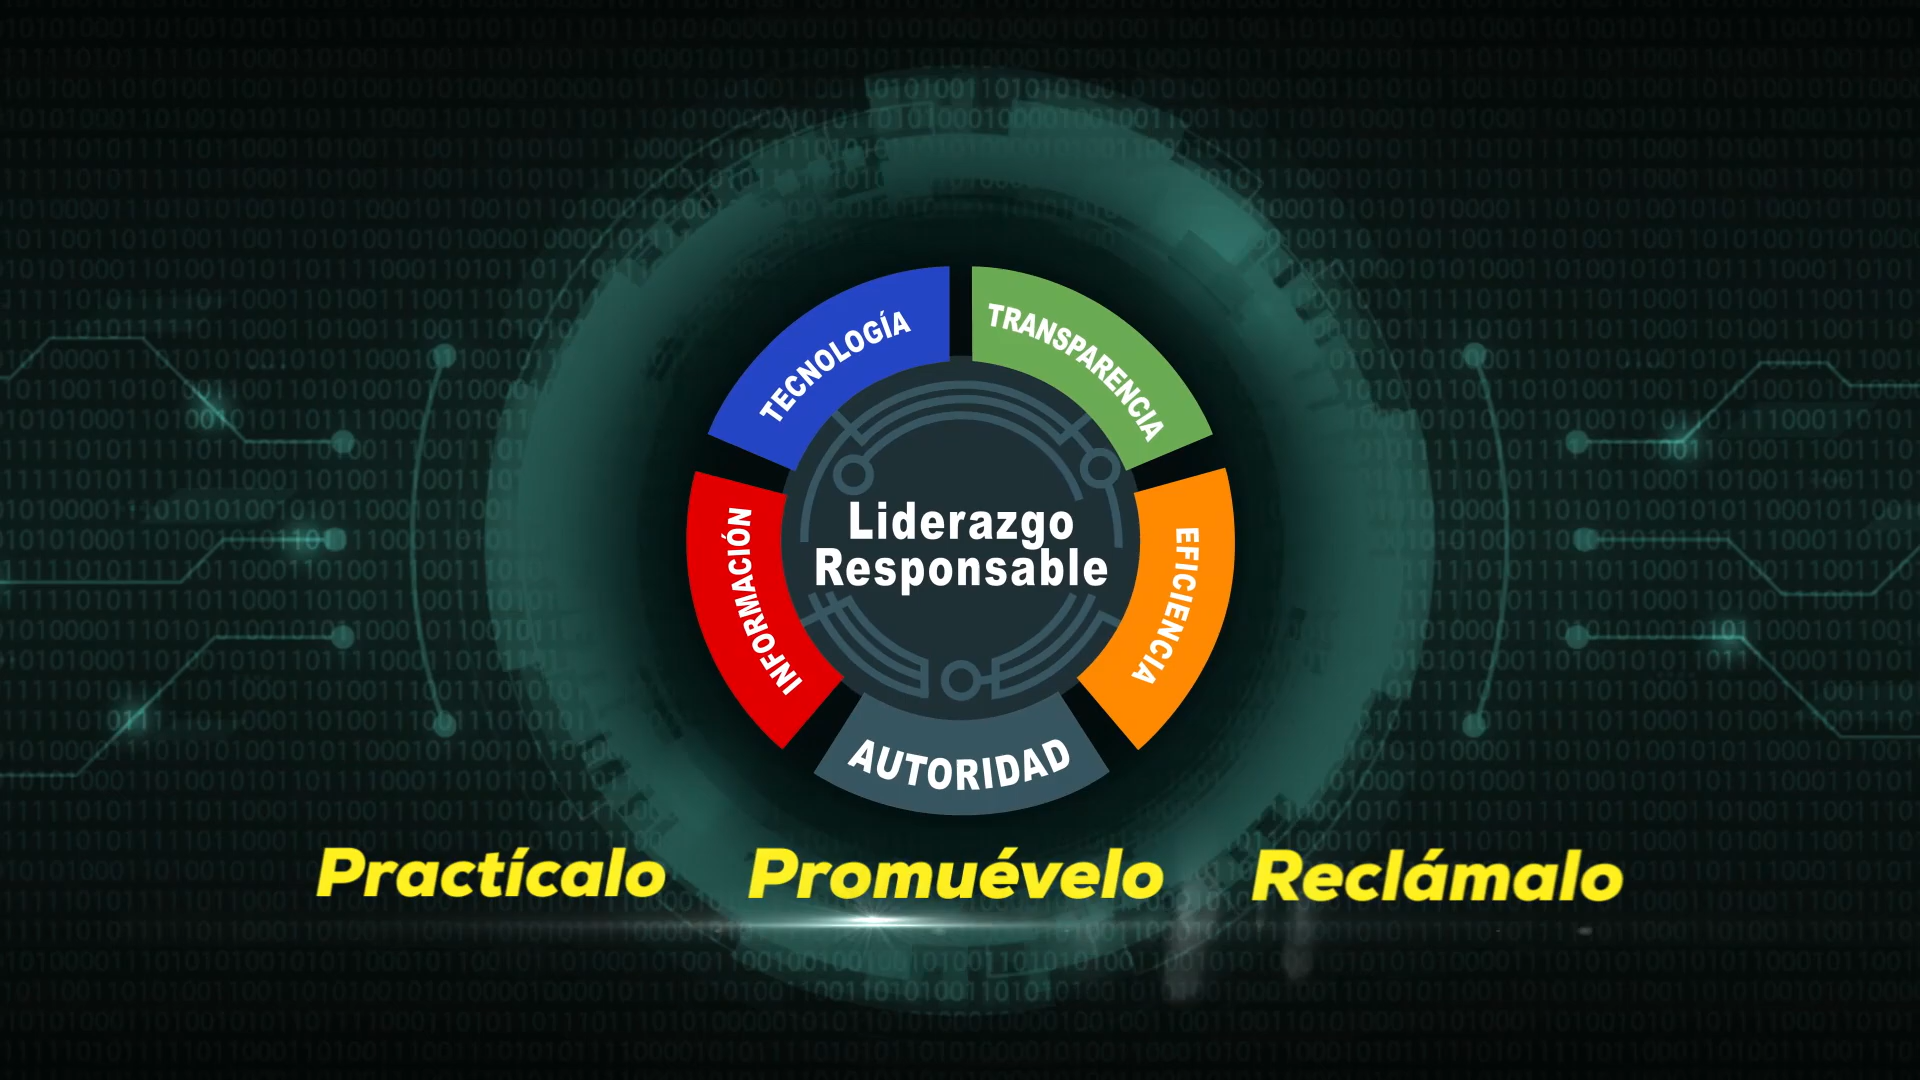 TECNOLOGÍA
TRANSPARENCIA
INFORMACIÓN
Liderazgo
Responsable
EFICIENCIA
AUTORIDAD
Practícalo Promuévelo Reclámalo